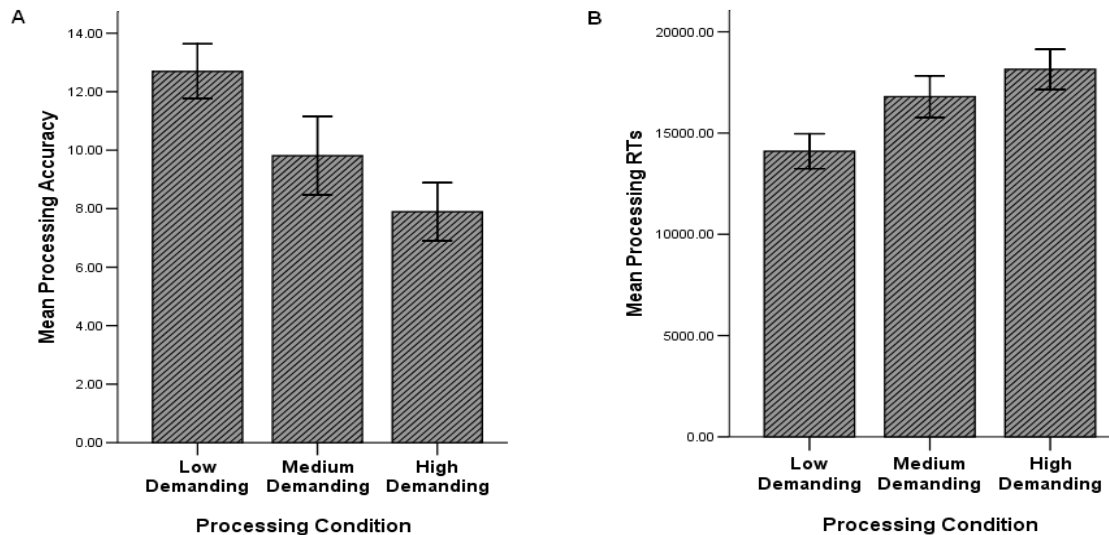 A
Mean Processing Accuracy
14.00
12.00
10.00
8.00
6.00
4.00
2.00
0.00
Low
Demanding
Medium
Demanding
High
Demanding
Processing Condition
B
Mean Processing RTs
20000.00
15000.00
10000.00
5000.00
0.00
Low
Demanding
Medium
Demanding
High
Demanding
Processing Condition